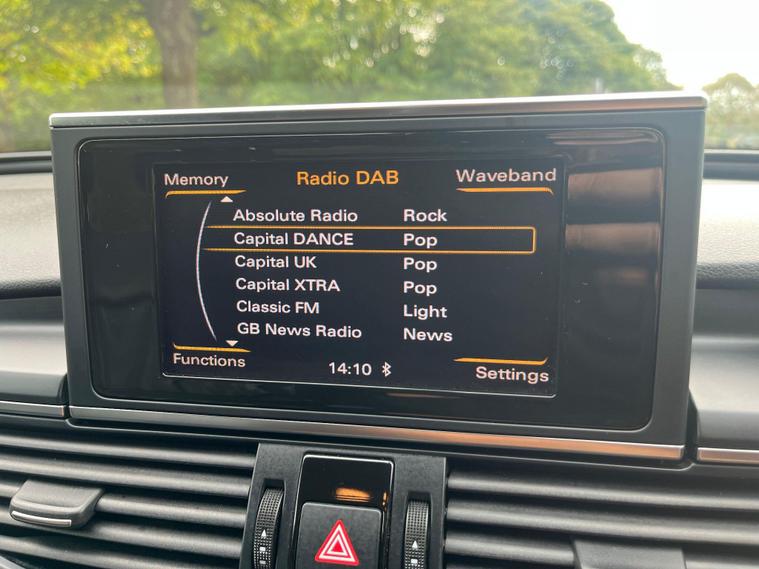 Memory Radio DAB Waveband
Absolute Radio Rock
Capital DANCE Pop
Capital UK Pop
Capital XTRA Pop
Classic FM Light
GB News Radio News
Functions 14:10 Settings